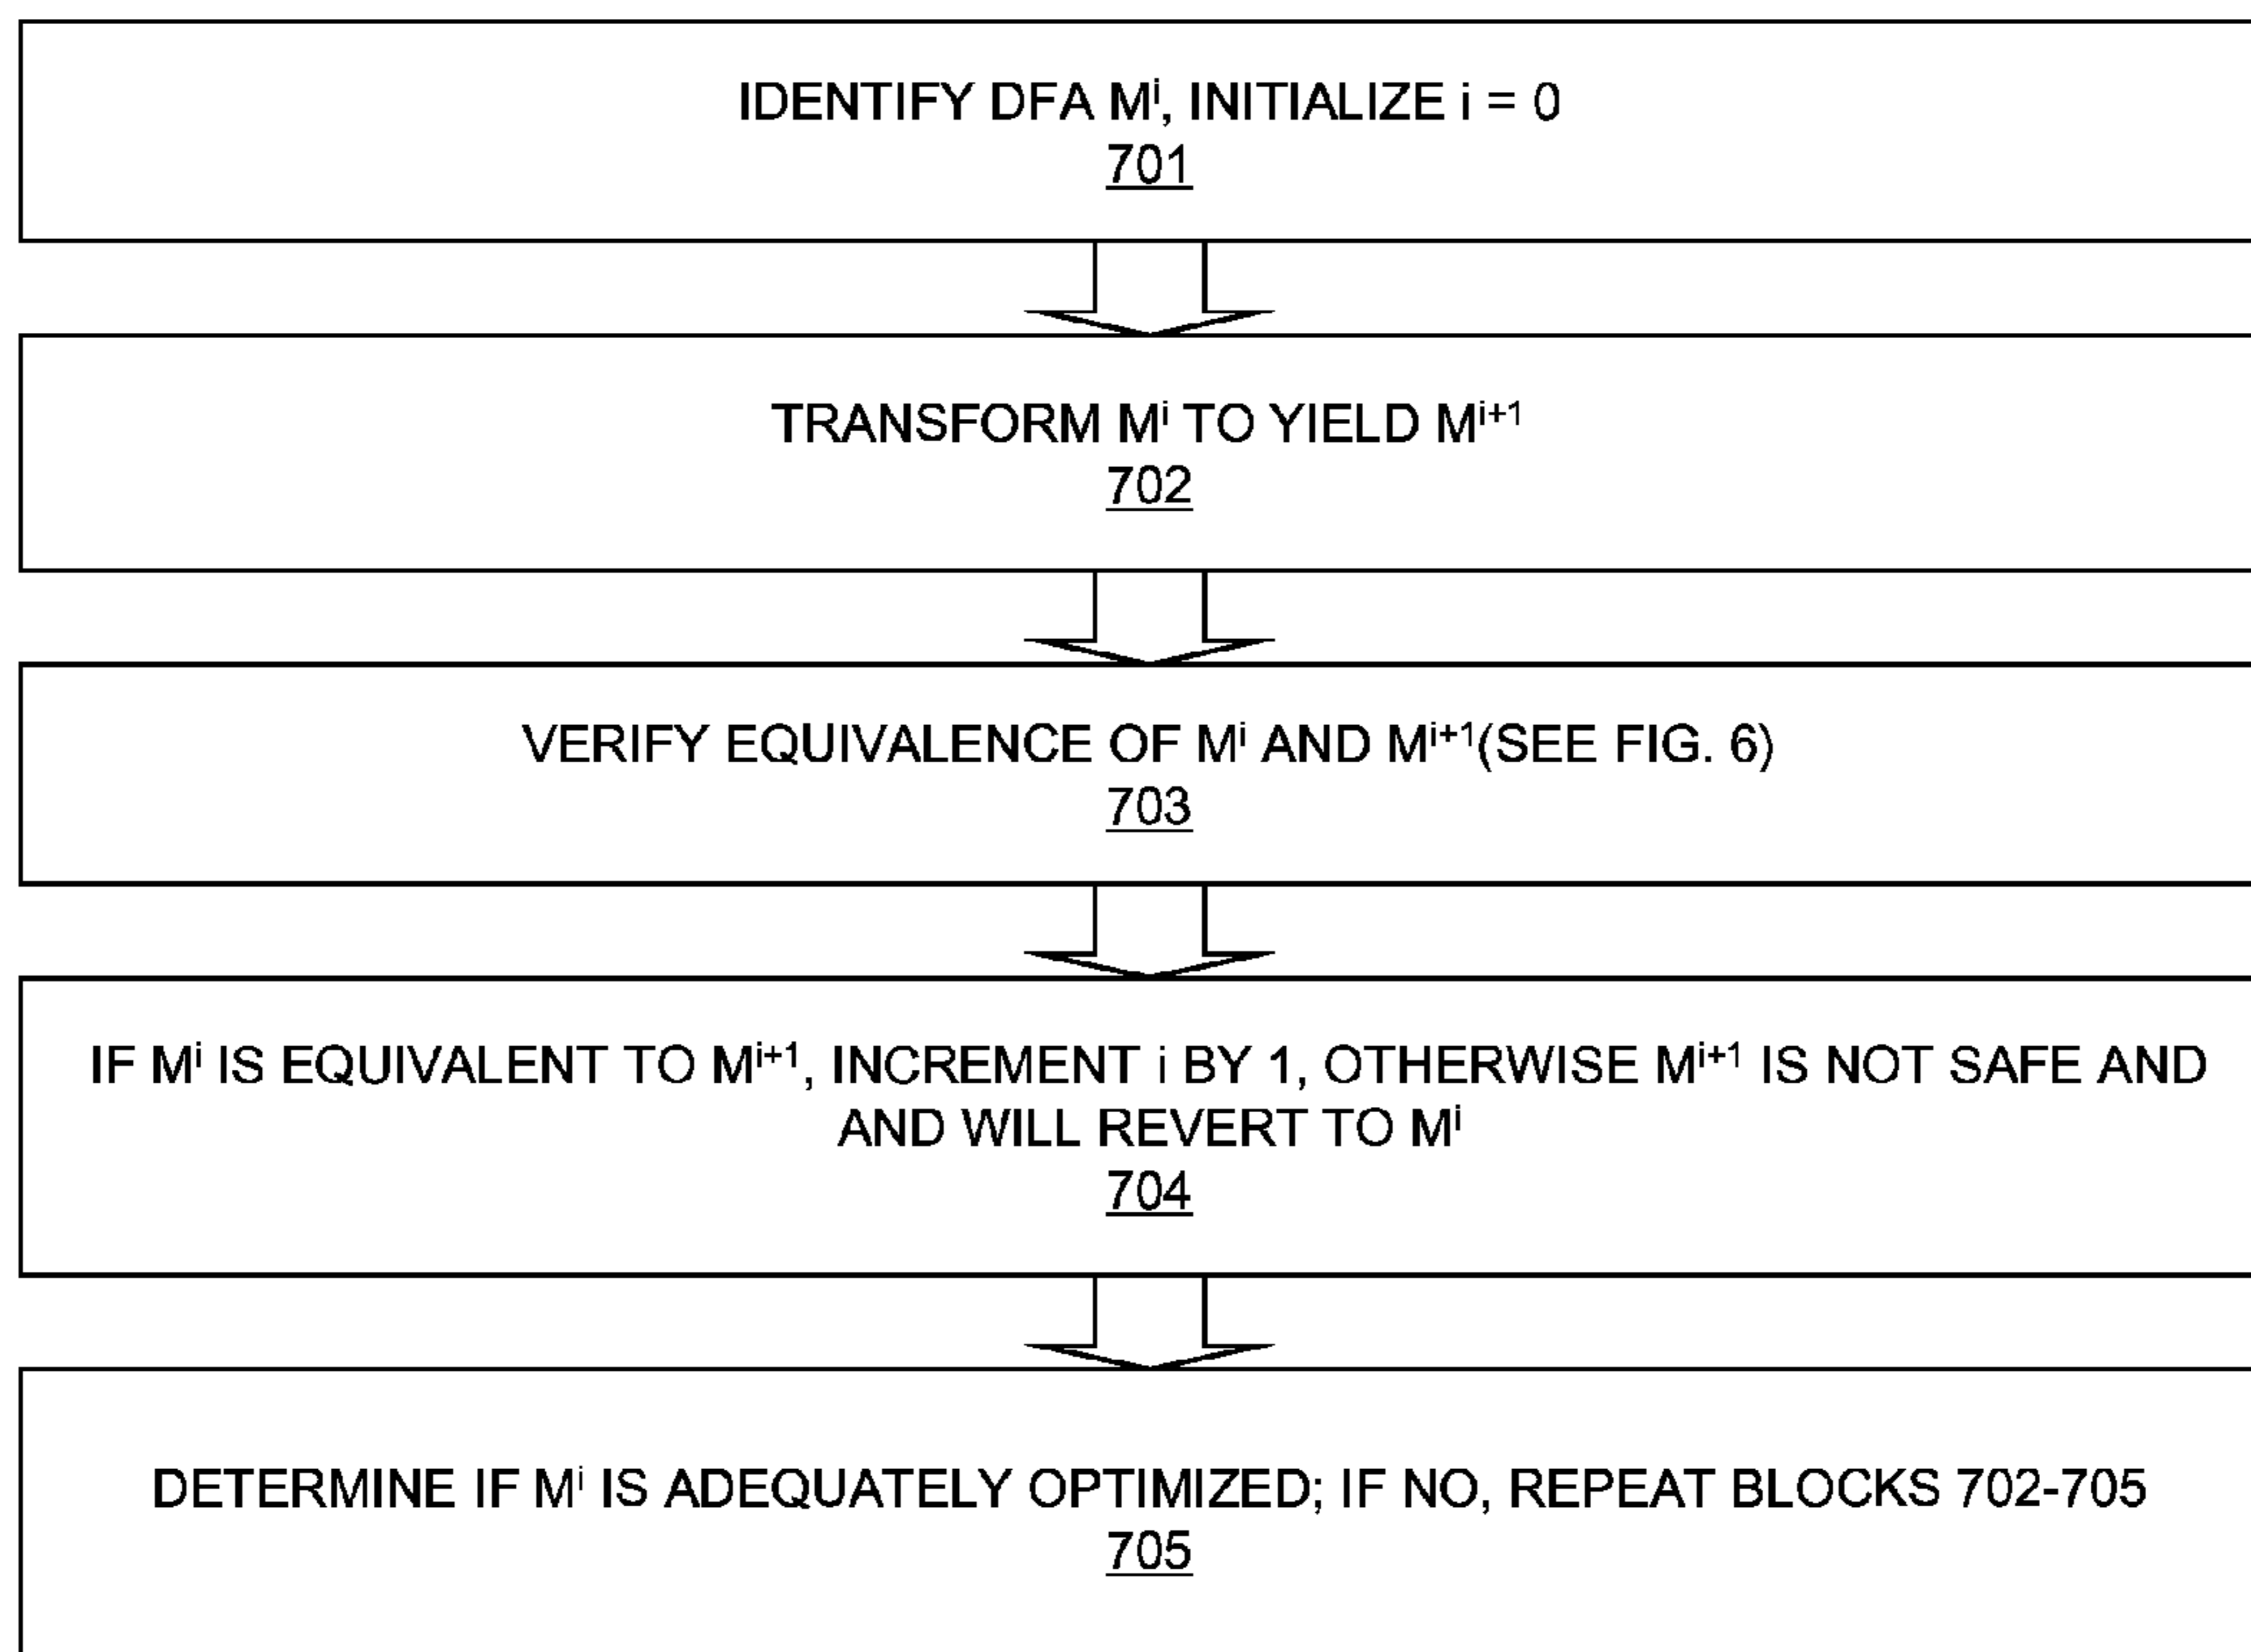 IDENTIFY DFA Mⁱ, INITIALIZE i = 0
701
TRANSFORM Mⁱ TO YIELD Mⁱ⁺¹
702
VERIFY EQUIVALENCE OF Mⁱ AND Mⁱ⁺¹(SEE FIG. 6)
703
IF Mⁱ IS EQUIVALENT TO Mⁱ⁺¹, INCREMENT i BY 1, OTHERWISE Mⁱ⁺¹ IS NOT SAFE AND
AND WILL REVERT TO Mⁱ
704
DETERMINE IF Mⁱ IS ADEQUATELY OPTIMIZED; IF NO, REPEAT BLOCKS 702-705
705